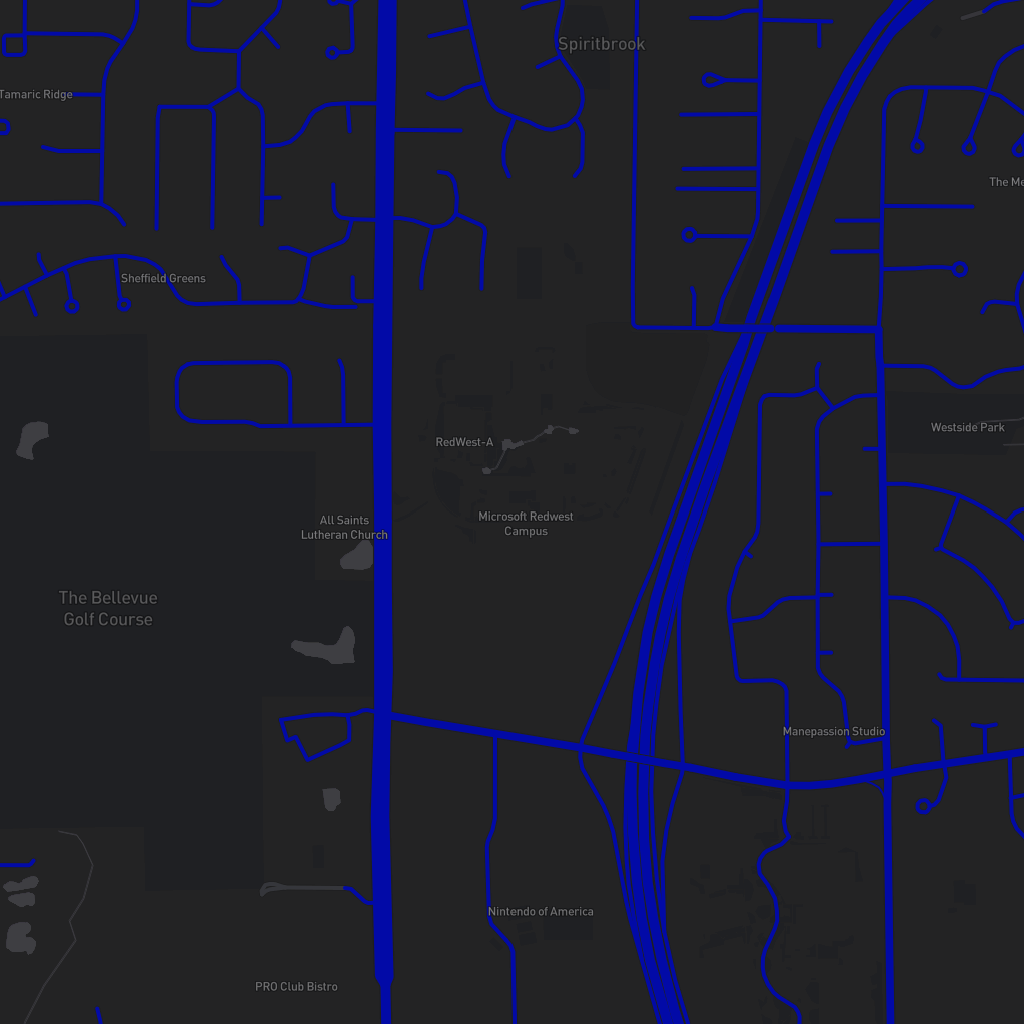 Spiritbrook
Tamaric Ridge
The Me
Sheffield Greens
Westside Park
RedWest-A
Microsoft Redwest
Campus
All Saints
Lutheran Church
The Bellevue
Golf Course
Manepassion Studio
Nintendo of America
PRO Club Bistro